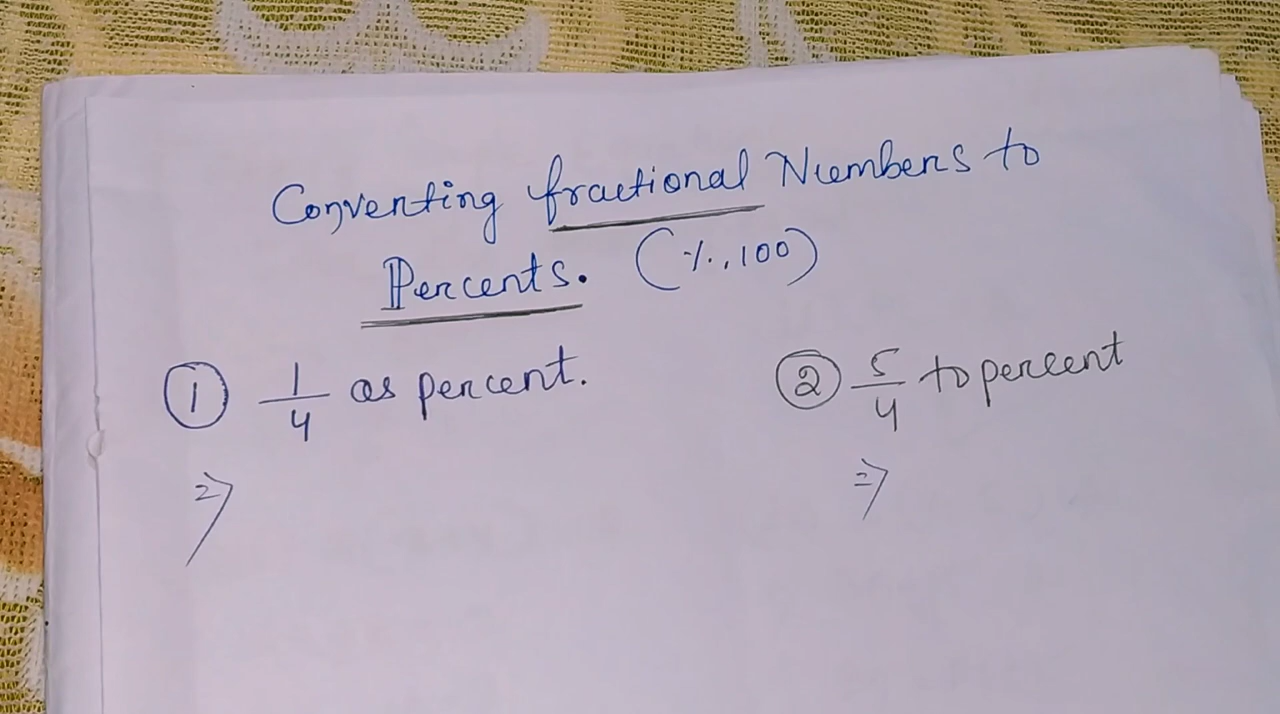 Converting fractional Numbers to
Percents. (%, 100)
① 1/4 as percent.
② 5/4 to percent
⇒
⇒